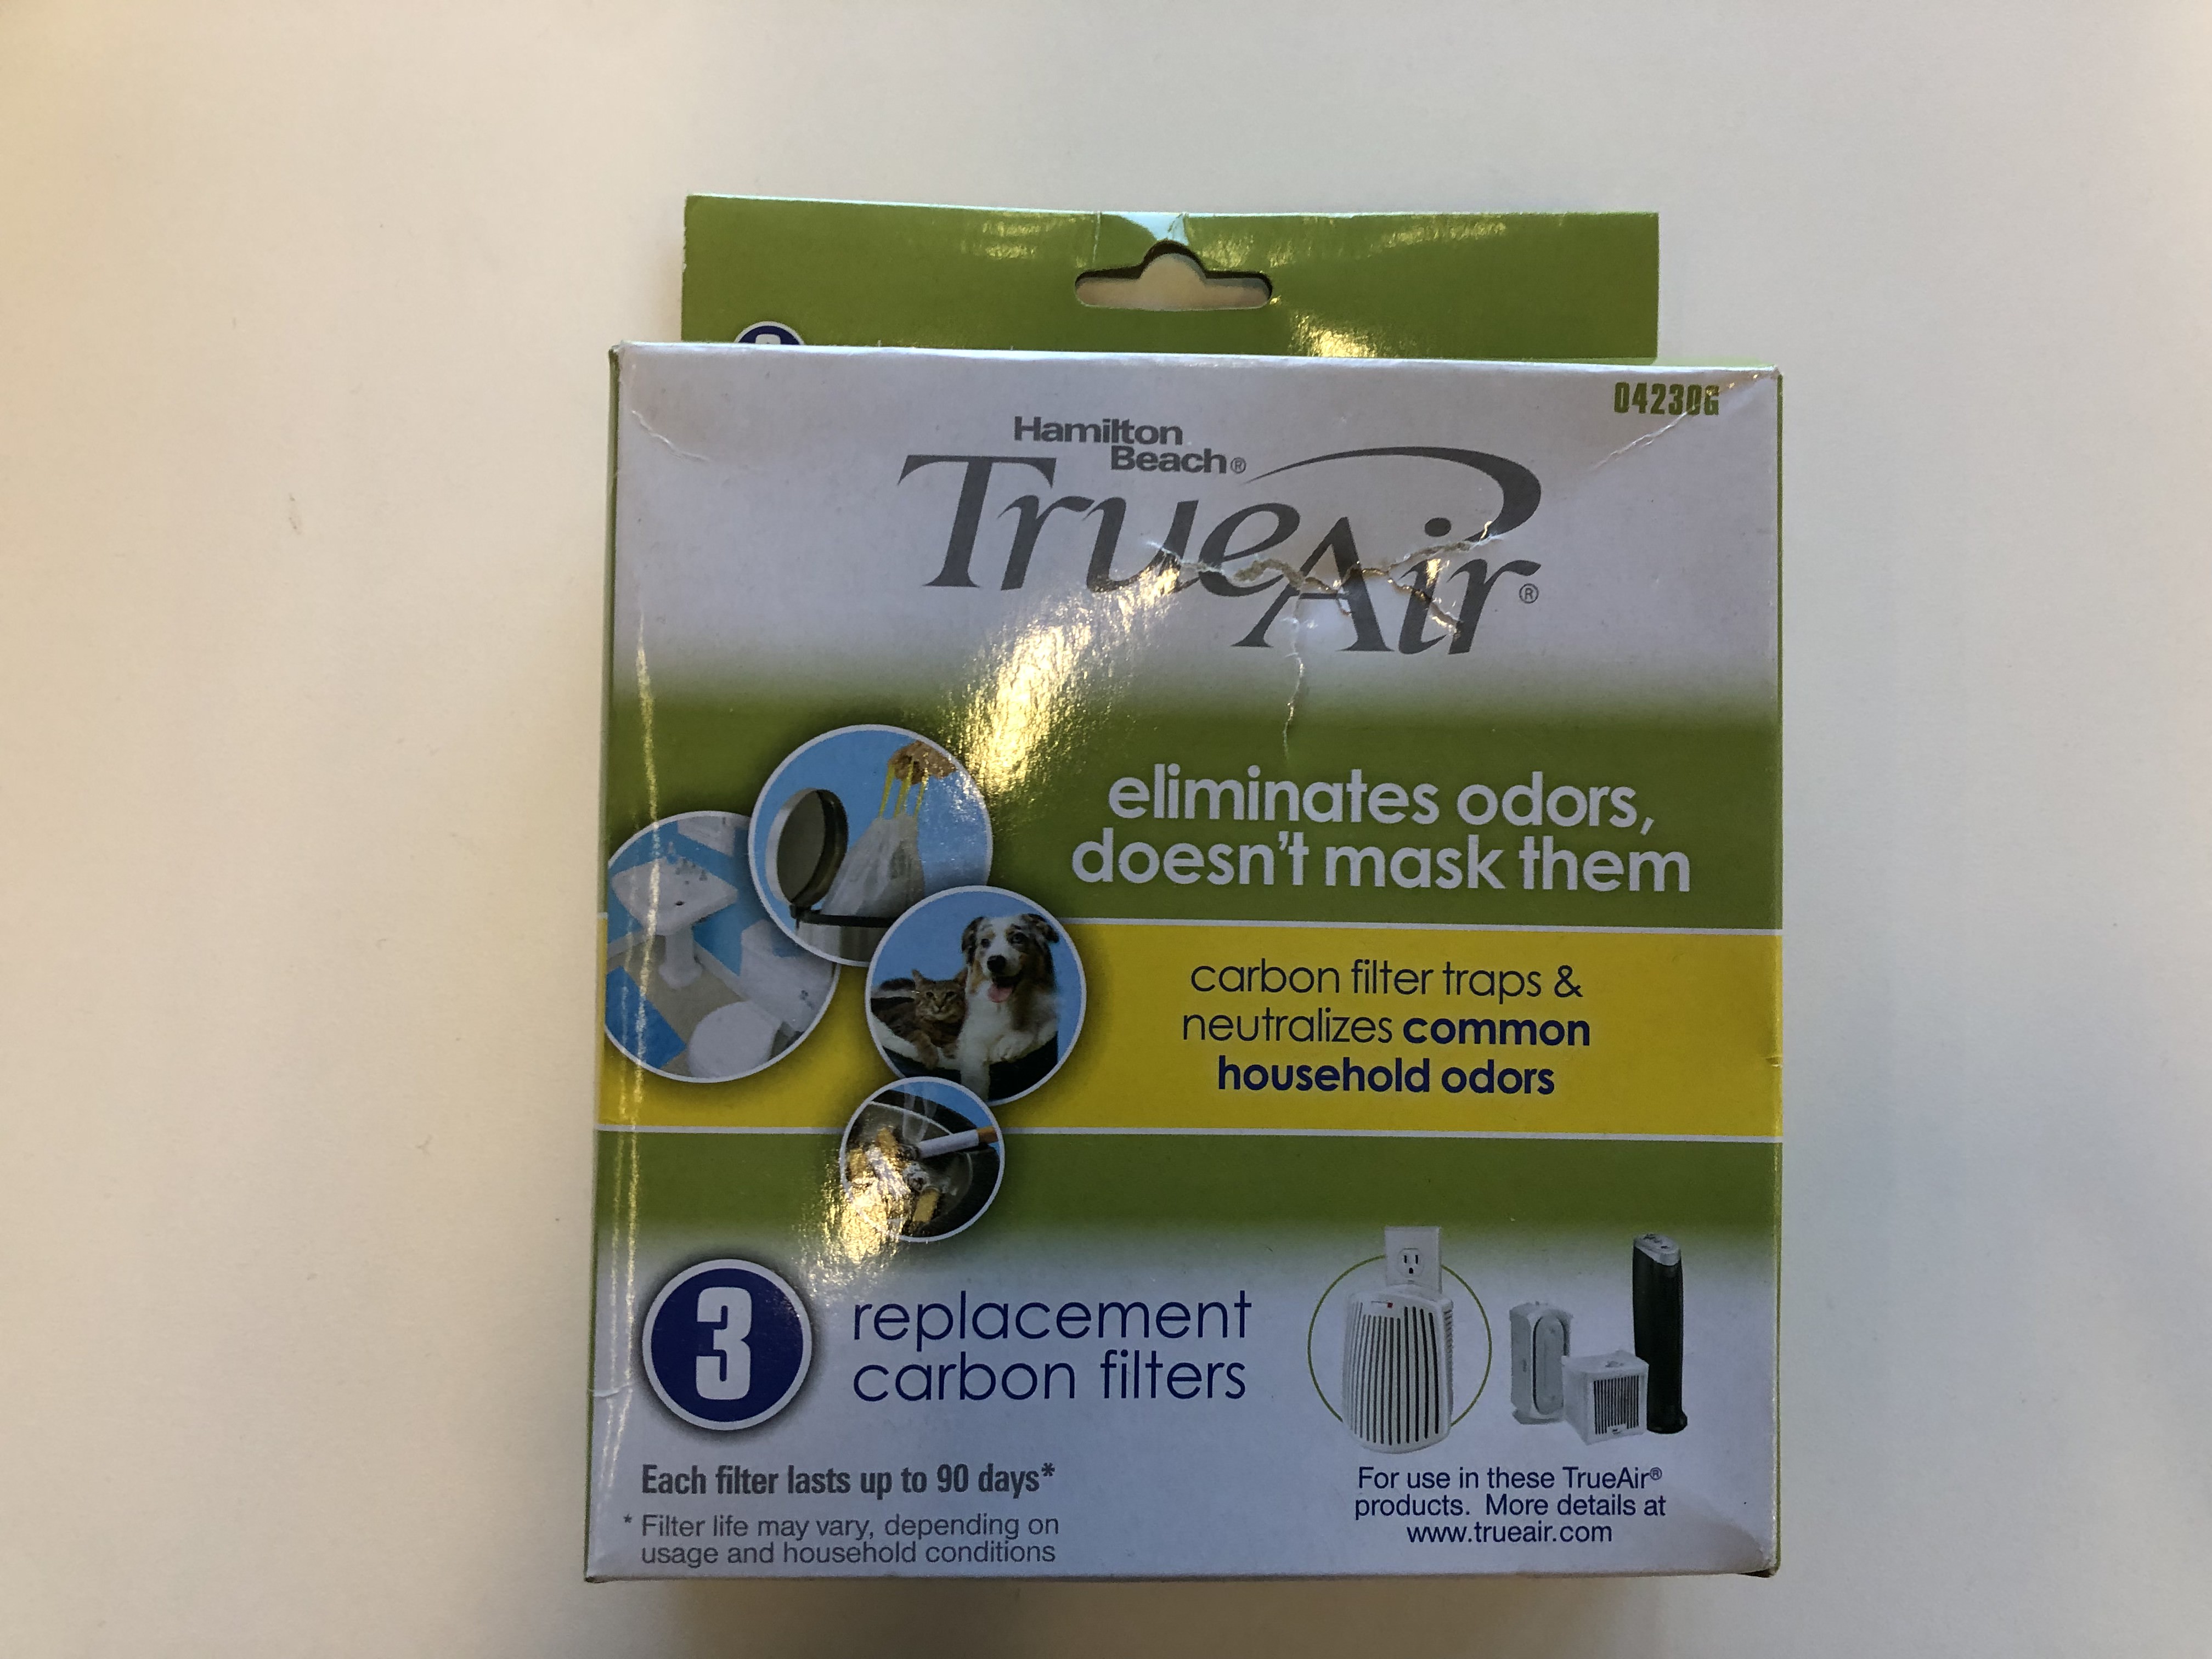 Hamilton
Beach®
TrueAir®
04230G
eliminates odors,
doesn't mask them
carbon filter traps &
neutralizes common
household odors
3
replacement
carbon filters
Each filter lasts up to 90 days*
* Filter life may vary, depending on
usage and household conditions
For use in these TrueAir®
products. More details at
www.trueair.com